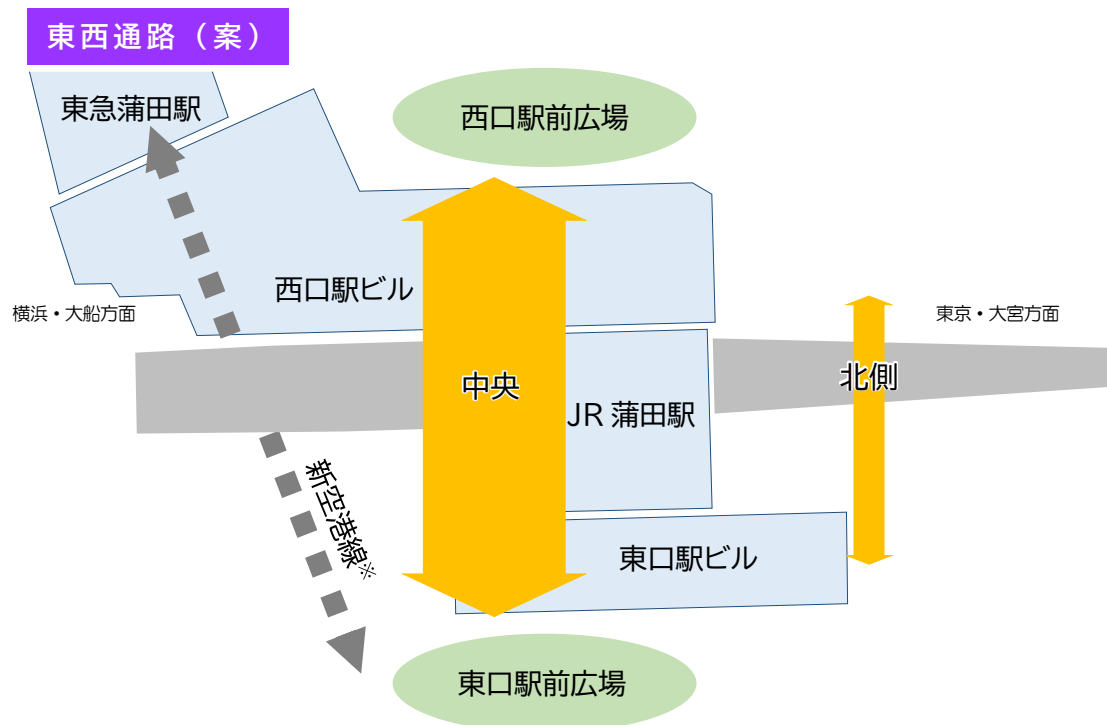 東西通路（案）
東急蒲田駅
西口駅前広場
西口駅ビル
横浜・大船方面
東京・大宮方面
中央
北側
JR 蒲田駅
新空港線※
東口駅ビル
東口駅前広場